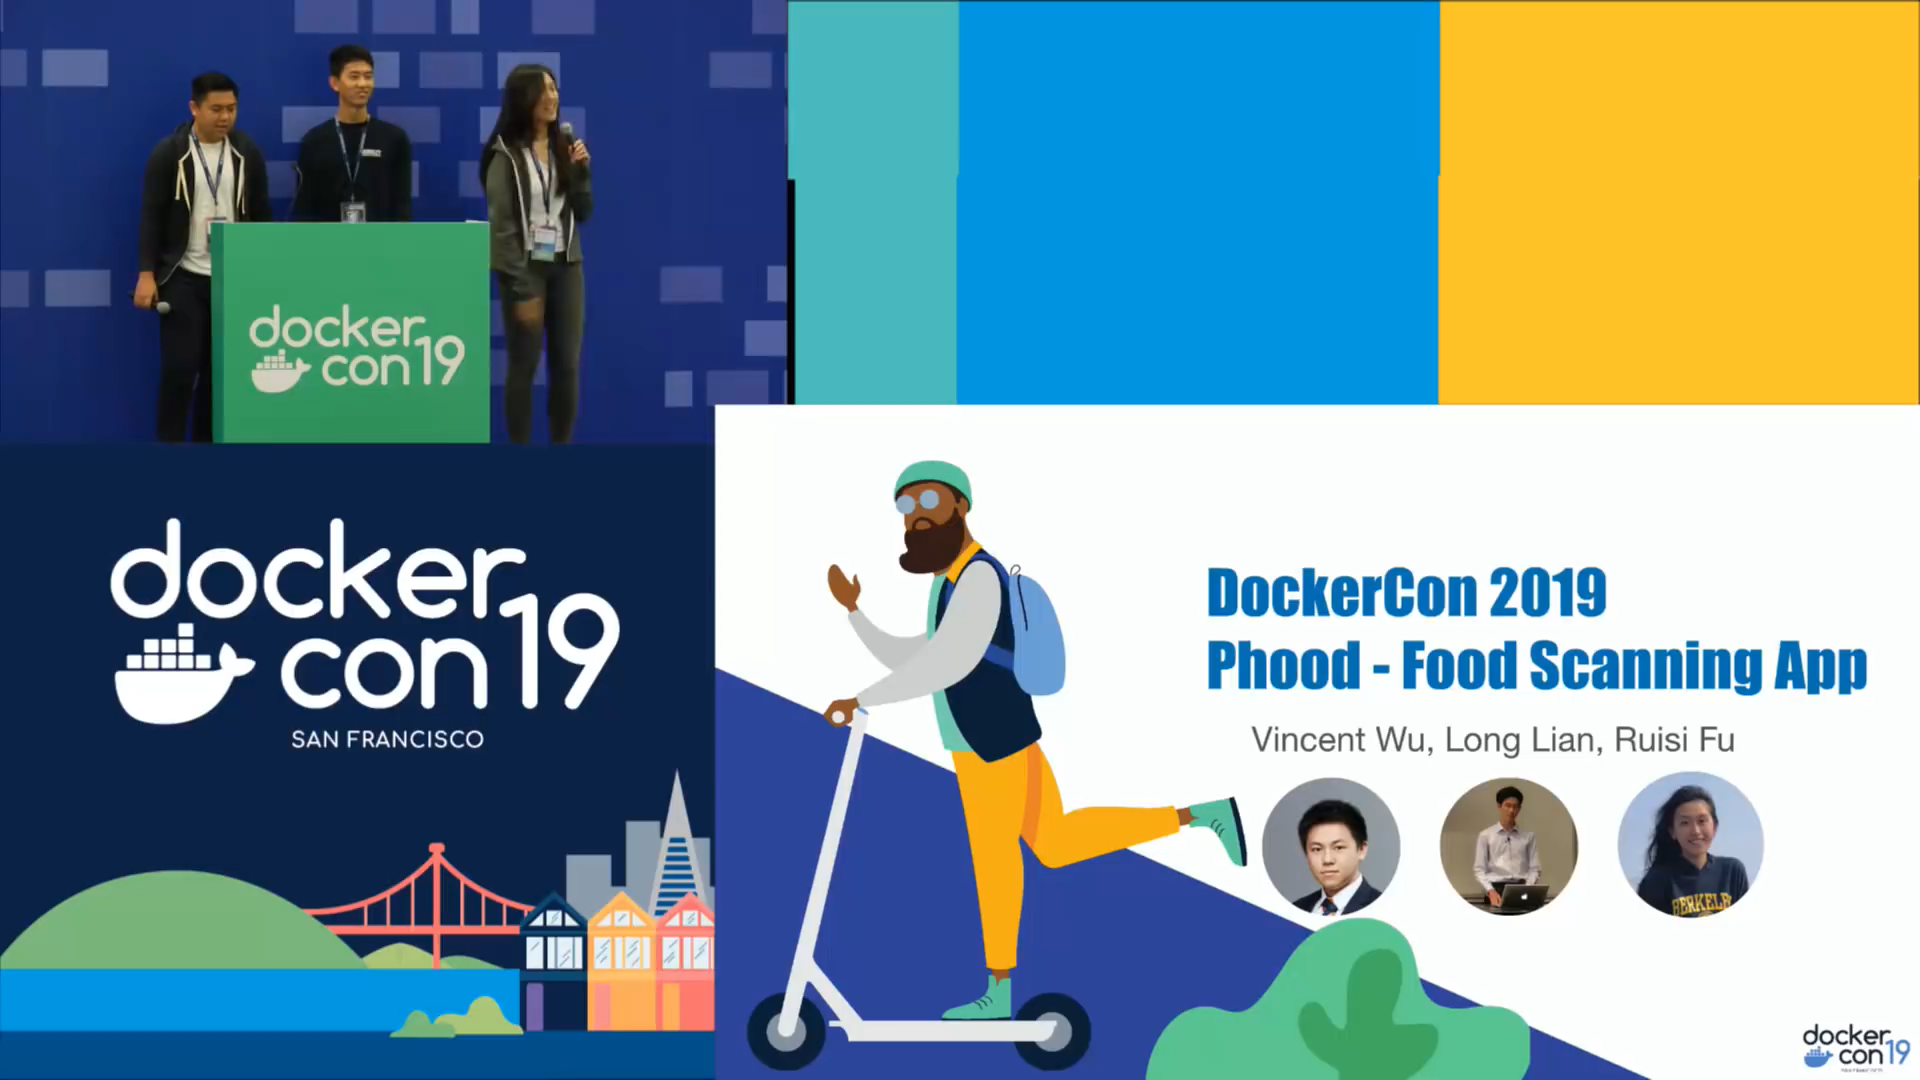 docker
con19
docker
con19
SAN FRANCISCO
DockerCon 2019
Phood - Food Scanning App
Vincent Wu, Long Lian, Ruisi Fu
docker
con19